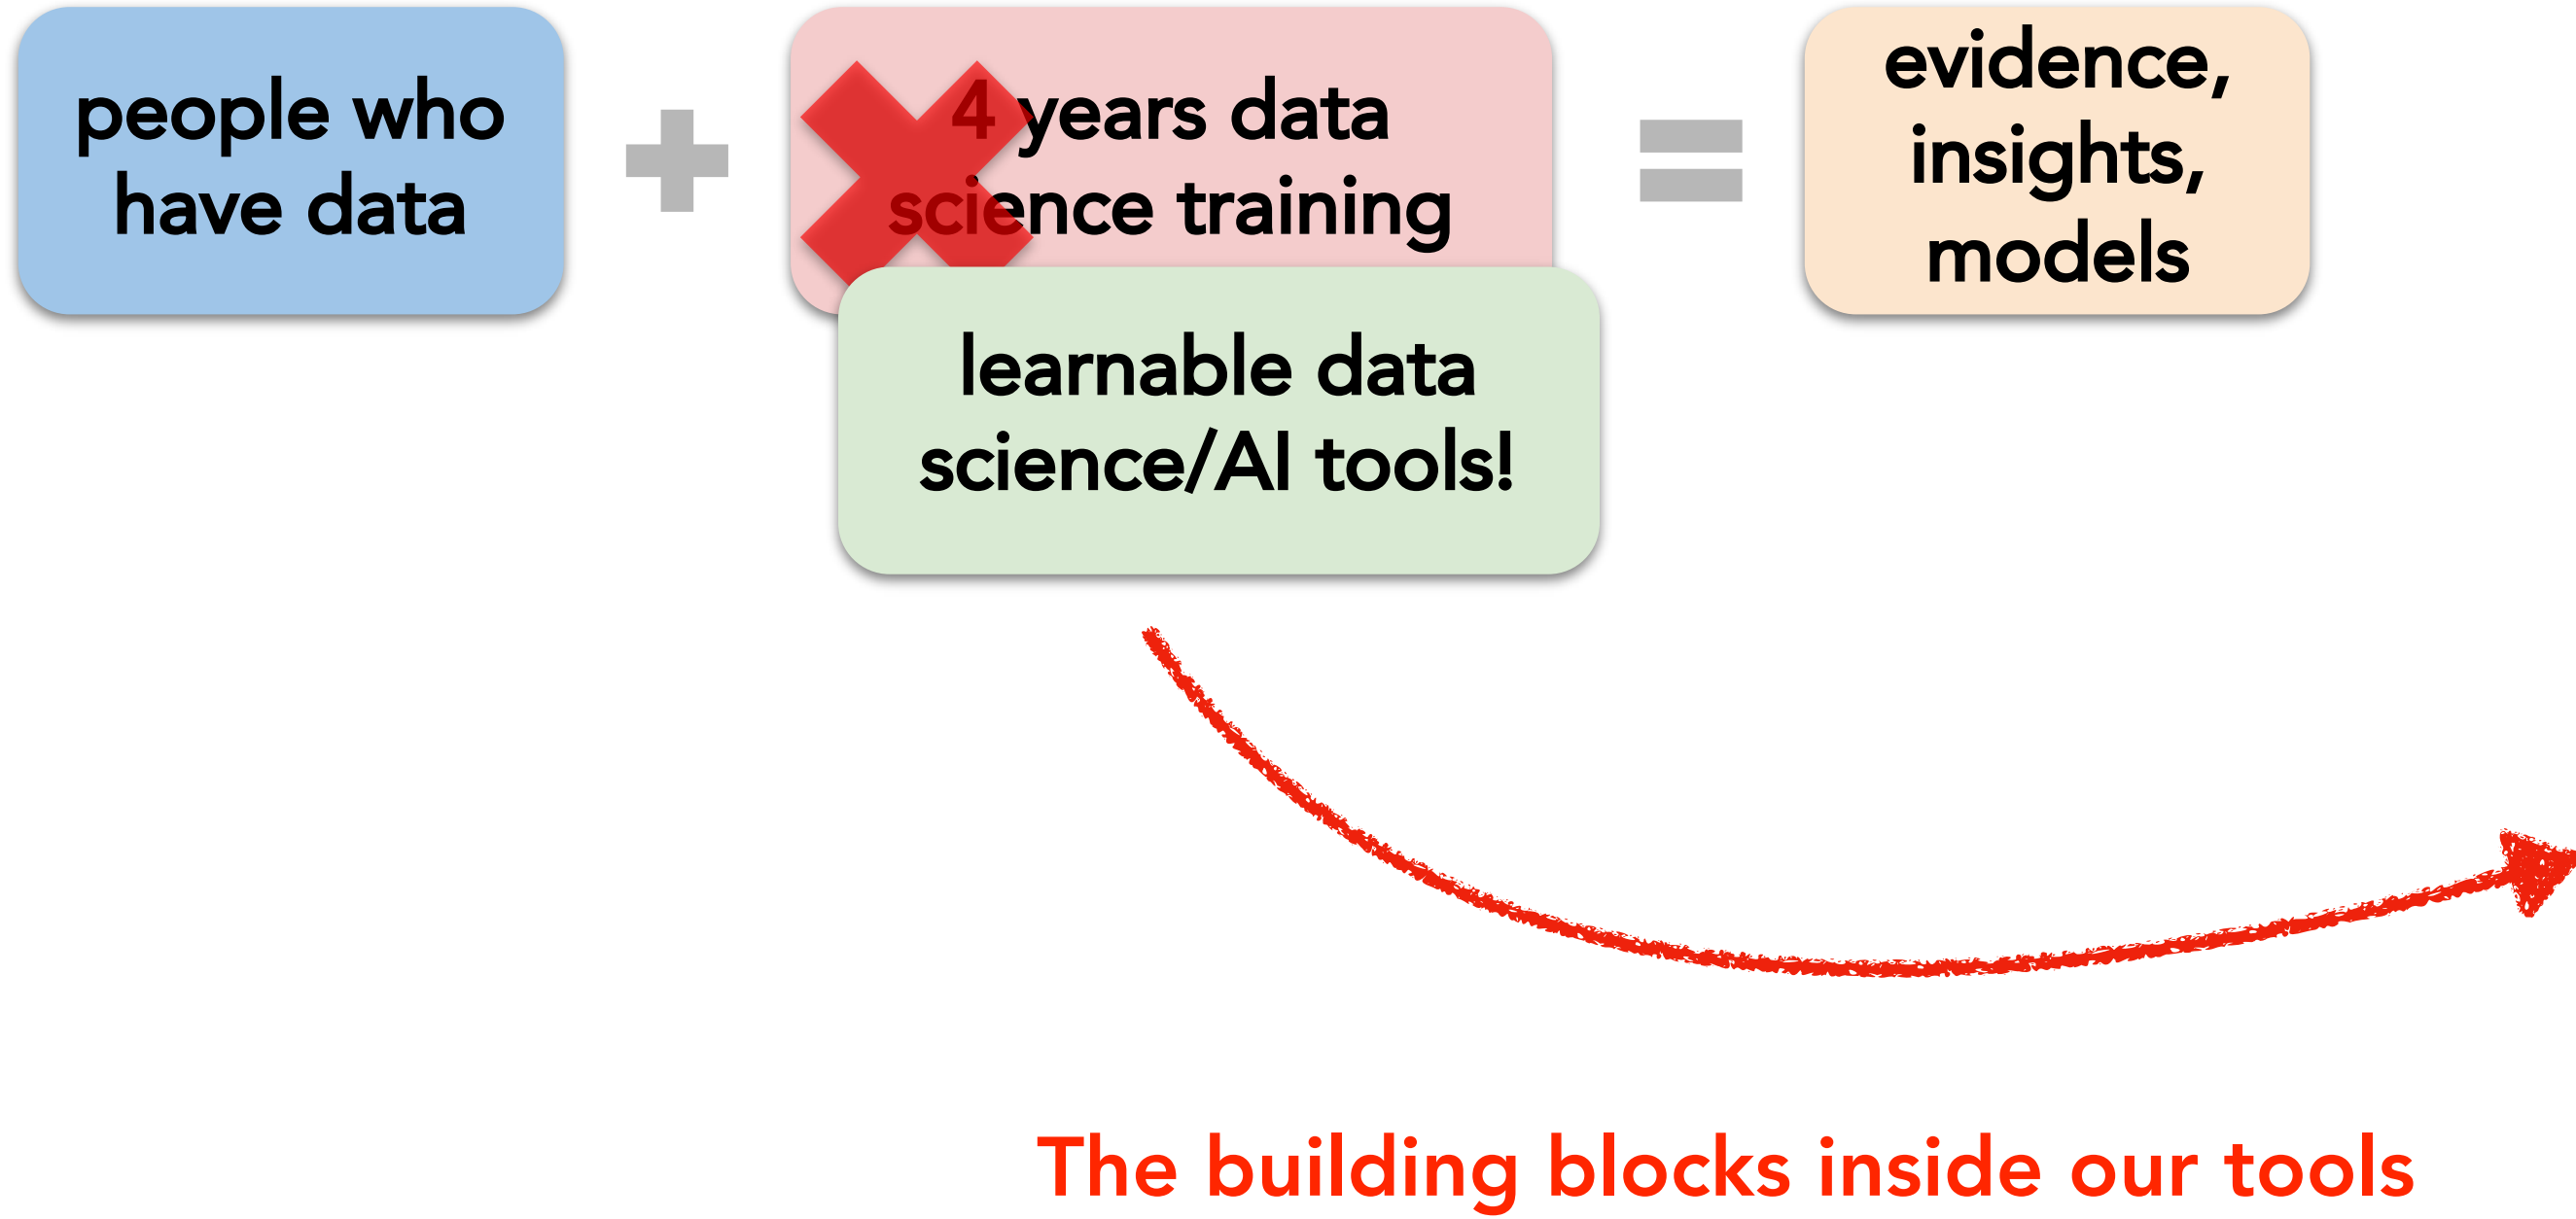 people who
have data
4 years data
science training
learnable data
science/AI tools!
evidence,
insights,
models
The building blocks inside our tools